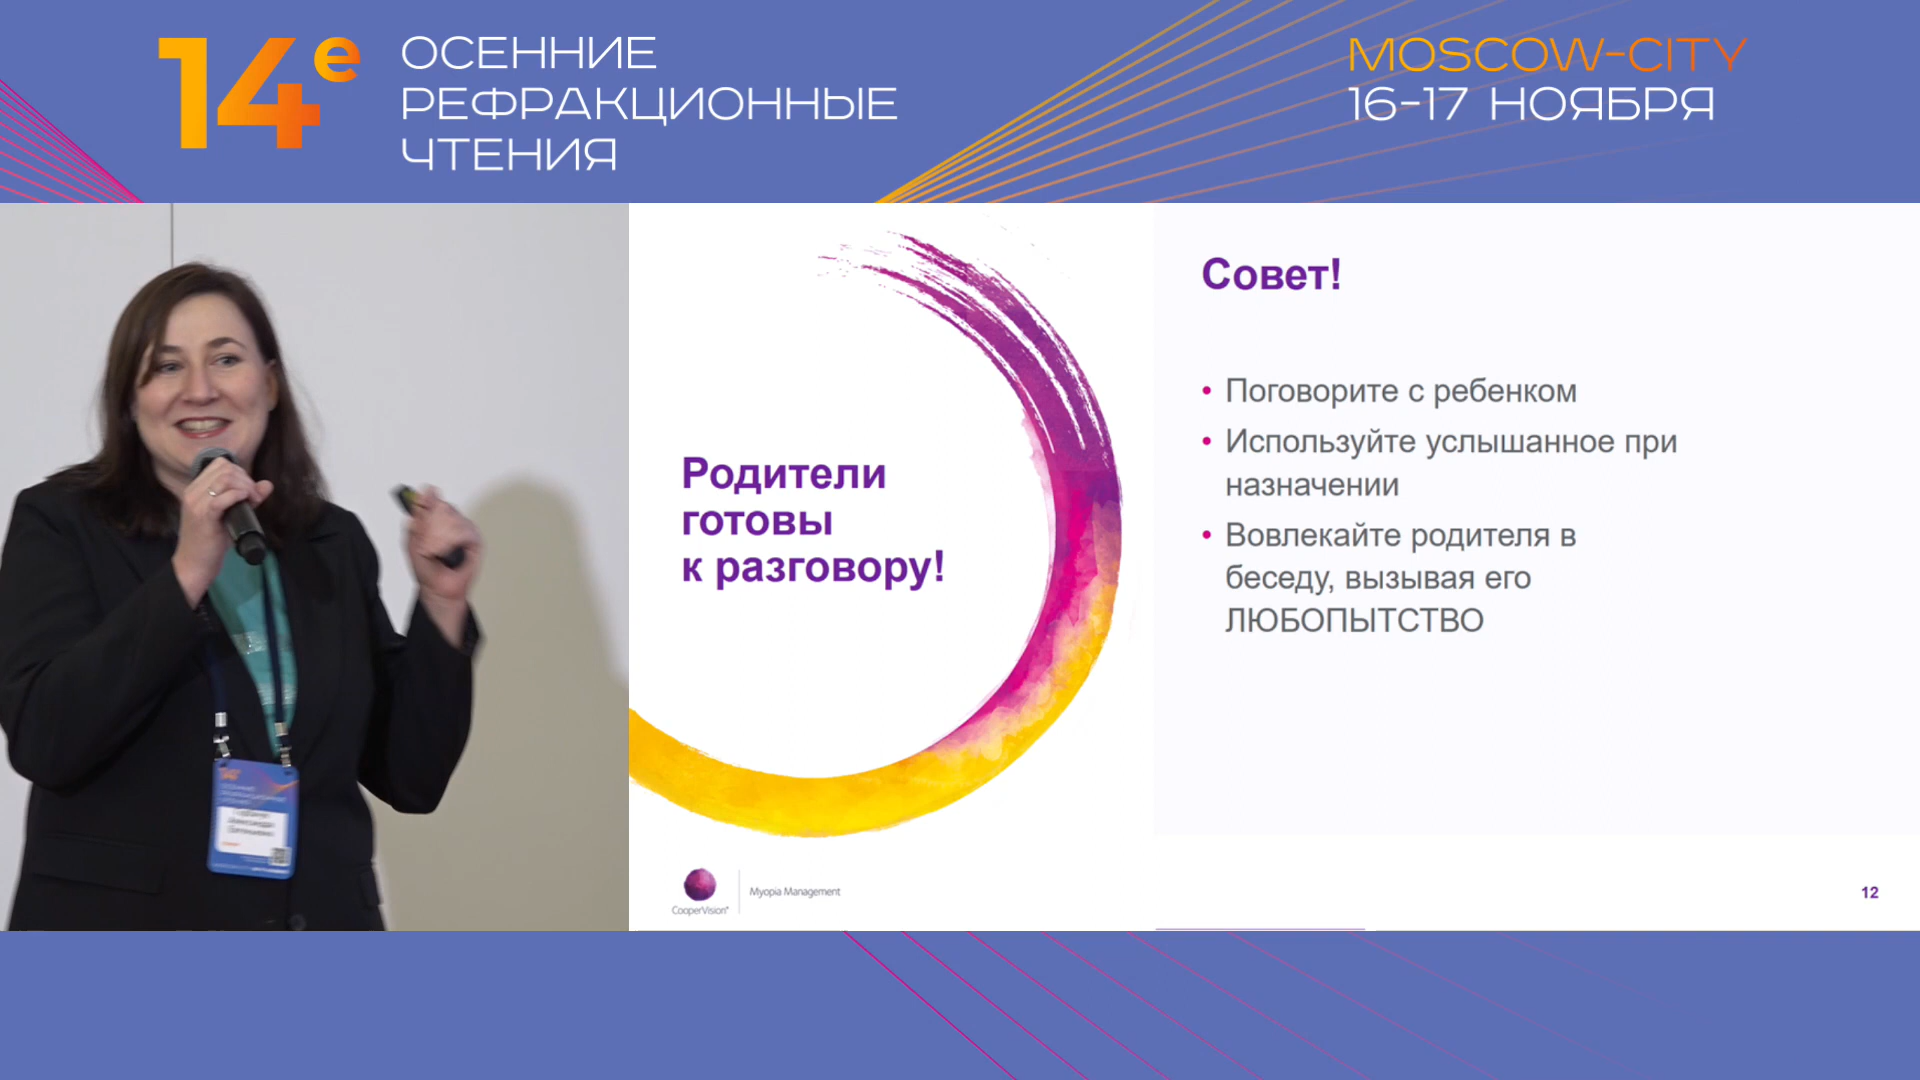 14е
ОСЕННИЕ
РЕФРАКЦИОННЫЕ
ЧТЕНИЯ
MOSCOW-CITY
16-17 НОЯБРЯ
Родители
готовы
к разговору!
Совет!
• Поговорите с ребенком
• Используйте услышанное при
назначении
• Вовлекайте родителя в
беседу, вызывая его
ЛЮБОПЫТСТВО
CooperVision®
Myopia Management
12
14е